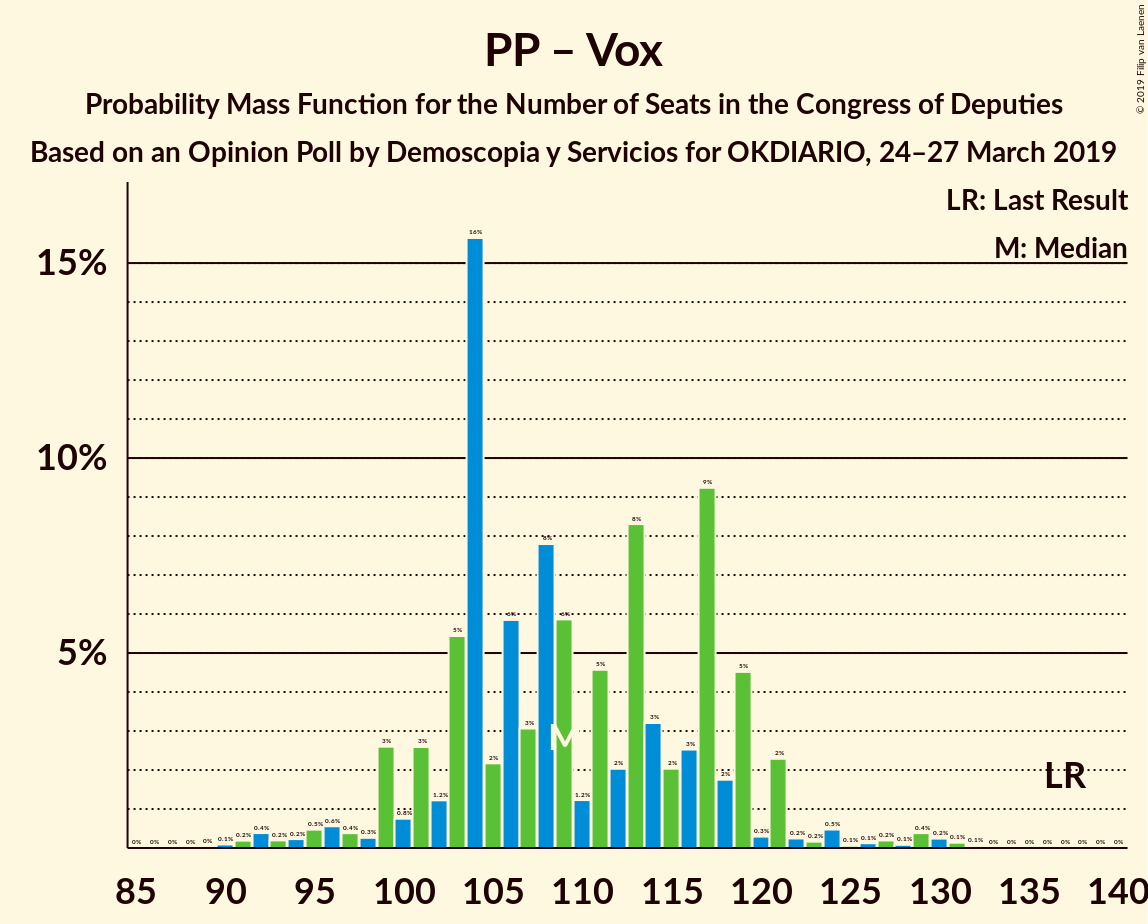 PP – Vox
Probability Mass Function for the Number of Seats in the Congress of Deputies
Based on an Opinion Poll by Demoscopia y Servicios for OKDIARIO, 24–27 March 2019
© 2019 Filip van Laenen
LR: Last Result
M: Median
15%
10%
5%
0% 0% 0% 0% 0% 0.1% 0.2% 0.4% 0.2% 0.2% 0.5% 0.6% 0.4% 0.3% 3% 0.8% 3% 1.2% 5% 16% 2% 6% 3% 8% 6% 1.2% 5% 2% 8% 3% 2% 3% 9% 2% 5% 0.3% 2% 0.2% 0.2% 0.5% 0.1% 0.1% 0.2% 0.1% 0.4% 0.2% 0.1% 0.1% 0% 0% 0% 0% 0% 0% 0% 0%
M
LR
85 90 95 100 105 110 115 120 125 130 135 140